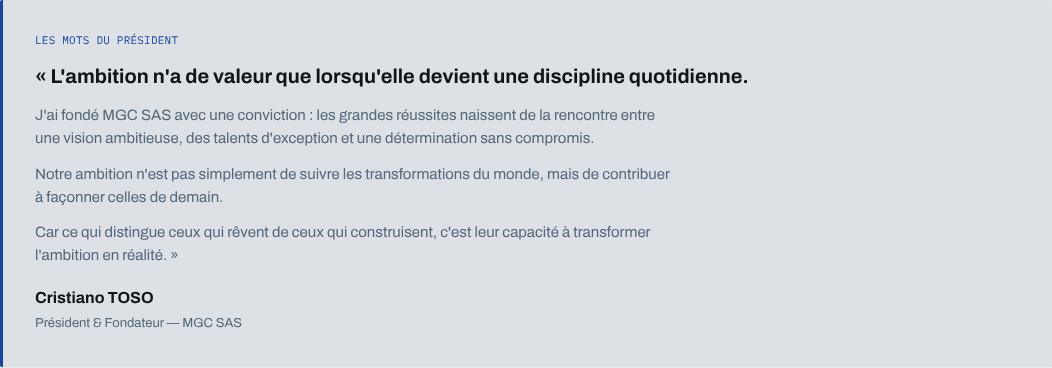 LES MOTS DU PRÉSIDENT
« L'ambition n'a de valeur que lorsqu'elle devient une discipline quotidienne.
J'ai fondé MGC SAS avec une conviction : les grandes réussites naissent de la rencontre entre
une vision ambitieuse, des talents d'exception et une détermination sans compromis.
Notre ambition n'est pas simplement de suivre les transformations du monde, mais de contribuer
à façonner celles de demain.
Car ce qui distingue ceux qui rêvent de ceux qui construisent, c'est leur capacité à transformer
l'ambition en réalité. »
Cristiano TOSO
Président & Fondateur — MGC SAS